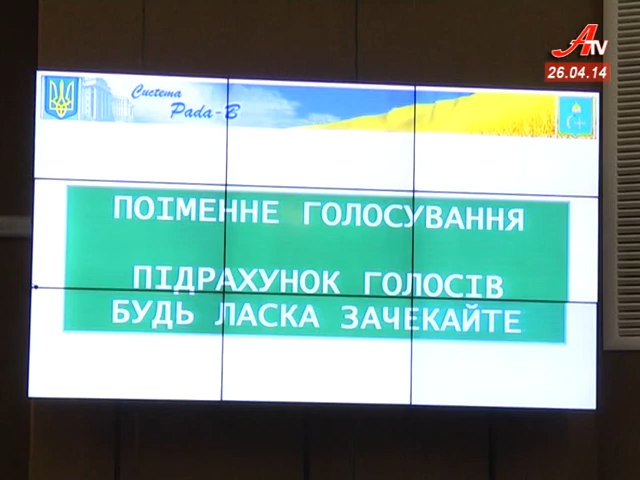 ATV
26.04.14
Система
Рада-В
ПОІМЕННЕ ГОЛОСУВАННЯ
ПІДРАХУНОК ГОЛОСІВ
БУДЬ ЛАСКА ЗАЧЕКАЙТЕ